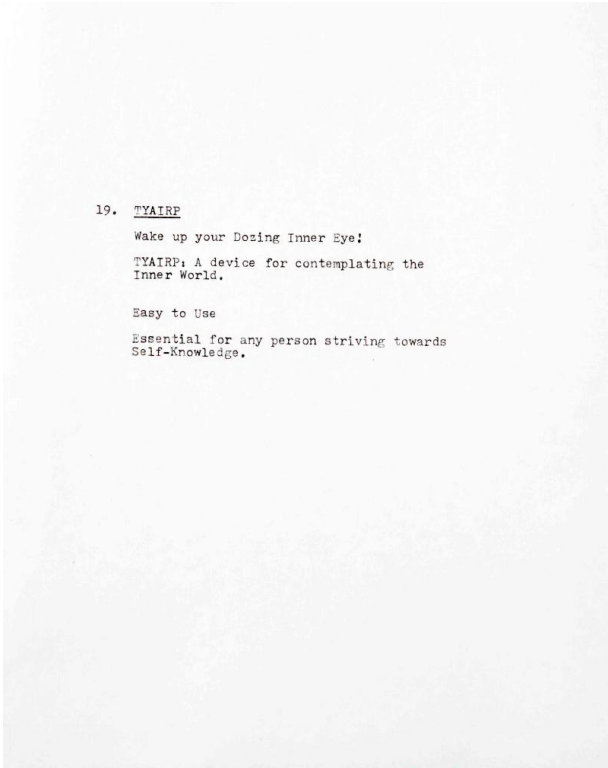 19. TYAIRP
Wake up your Dozing Inner Eye!
TYAIRP: A device for contemplating the
Inner World.
Easy to Use
Essential for any person striving towards
Self-Knowledge.